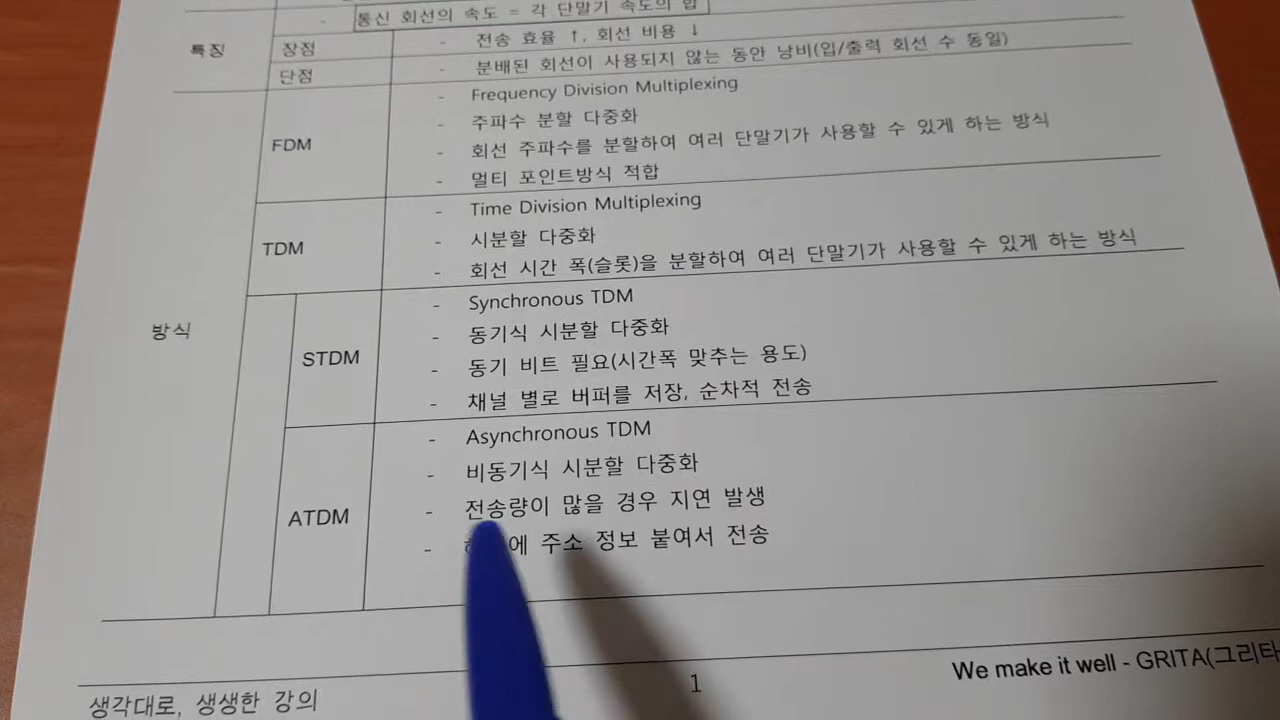 - 통신 회선의 속도 = 각 단말기 속도의 합
특징
장점
- 전송 효율 ↑, 회선 비용 ↓
단점
- 분배된 회선이 사용되지 않는 동안 낭비(입/출력 회선 수 동일)
방식
FDM
- Frequency Division Multiplexing
- 주파수 분할 다중화
- 회선 주파수를 분할하여 여러 단말기가 사용할 수 있게 하는 방식
- 멀티 포인트방식 적합
TDM
- Time Division Multiplexing
- 시분할 다중화
- 회선 시간 폭(슬롯)을 분할하여 여러 단말기가 사용할 수 있게 하는 방식
STDM
- Synchronous TDM
- 동기식 시분할 다중화
- 동기 비트 필요(시간폭 맞추는 용도)
- 채널 별로 버퍼를 저장, 순차적 전송
ATDM
- Asynchronous TDM
- 비동기식 시분할 다중화
- 전송량이 많을 경우 지연 발생
- 주소 정보 붙여서 전송
We make it well - GRITA(그리타
생각대로, 생생한 강의
1